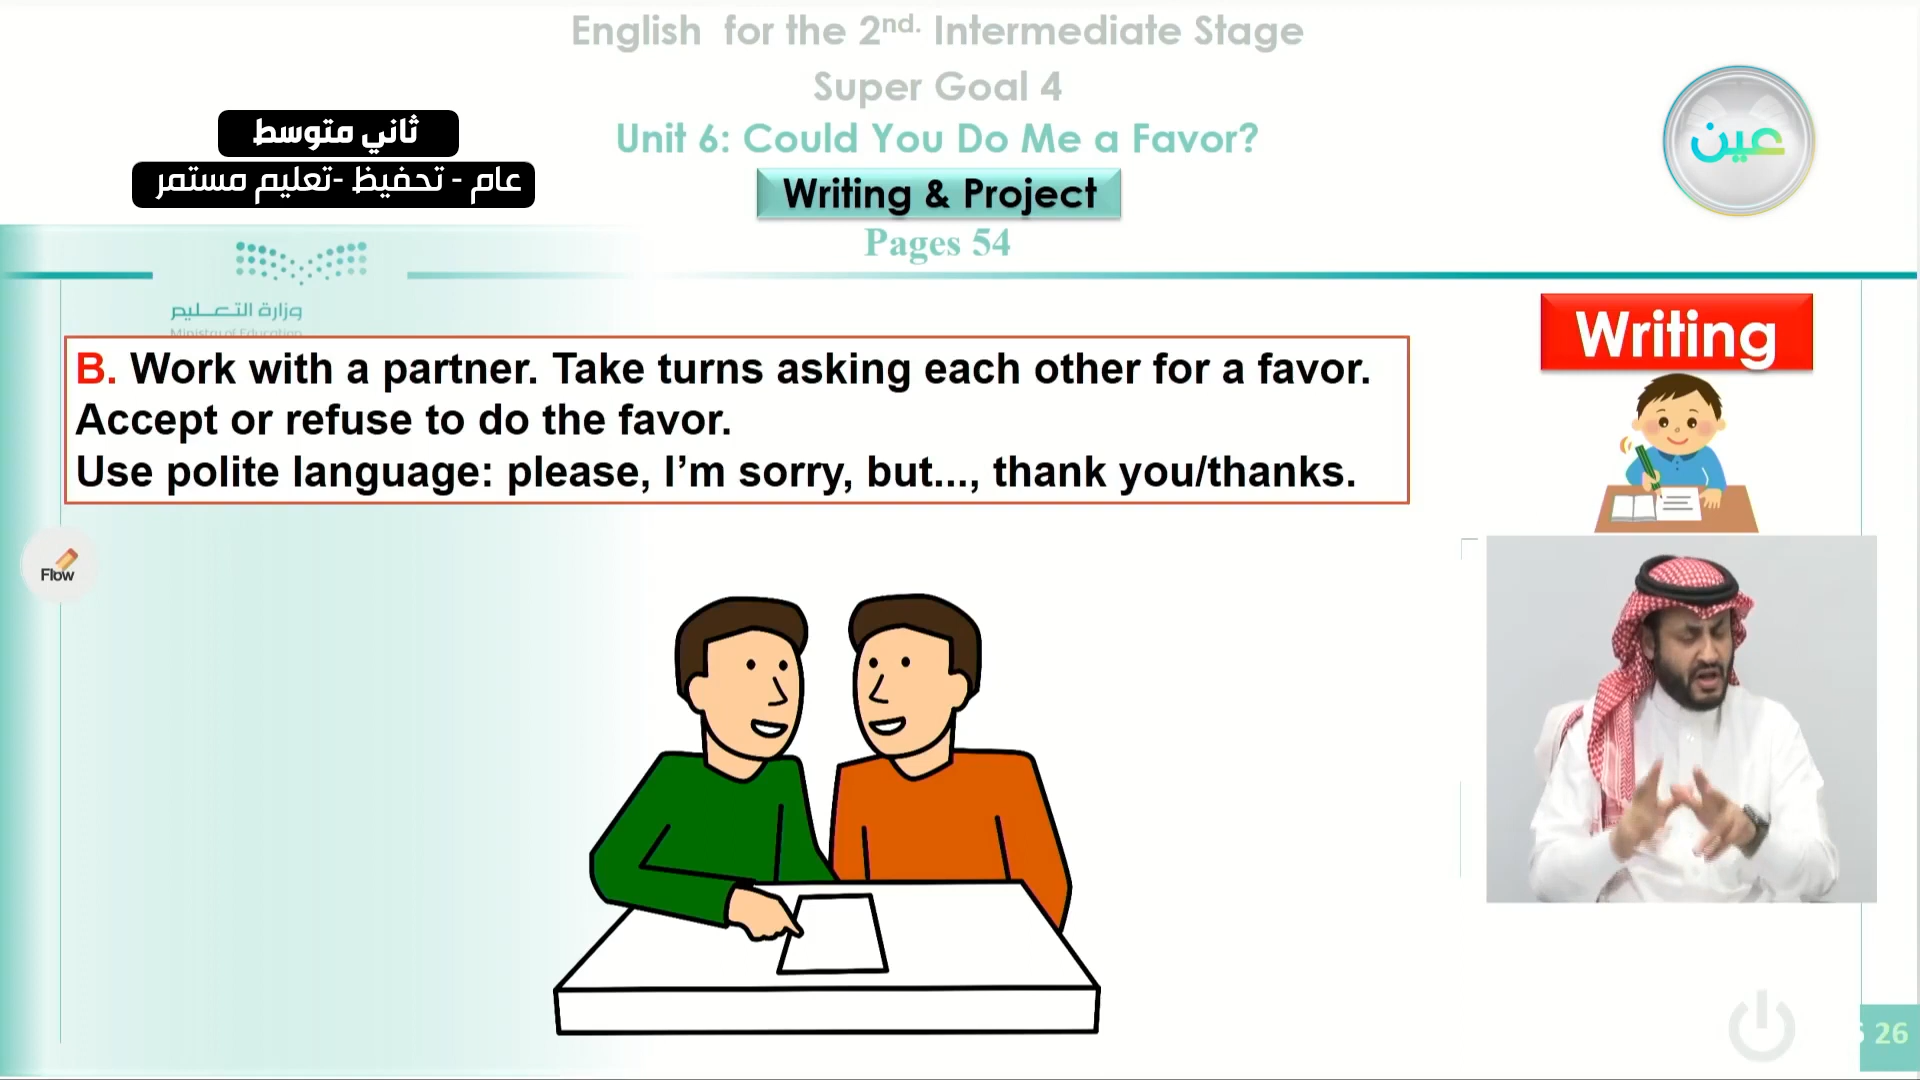 English for the 2nd. Intermediate Stage
Super Goal 4
Unit 6: Could You Do Me a Favor?
Writing & Project
Pages 54
ثاني متوسط
عام - تحفيظ -تعليم مستمر
عين
وزارة التعليم
Ministry of Education
Writing
B. Work with a partner. Take turns asking each other for a favor.
Accept or refuse to do the favor.
Use polite language: please, I’m sorry, but..., thank you/thanks.
Flow
26